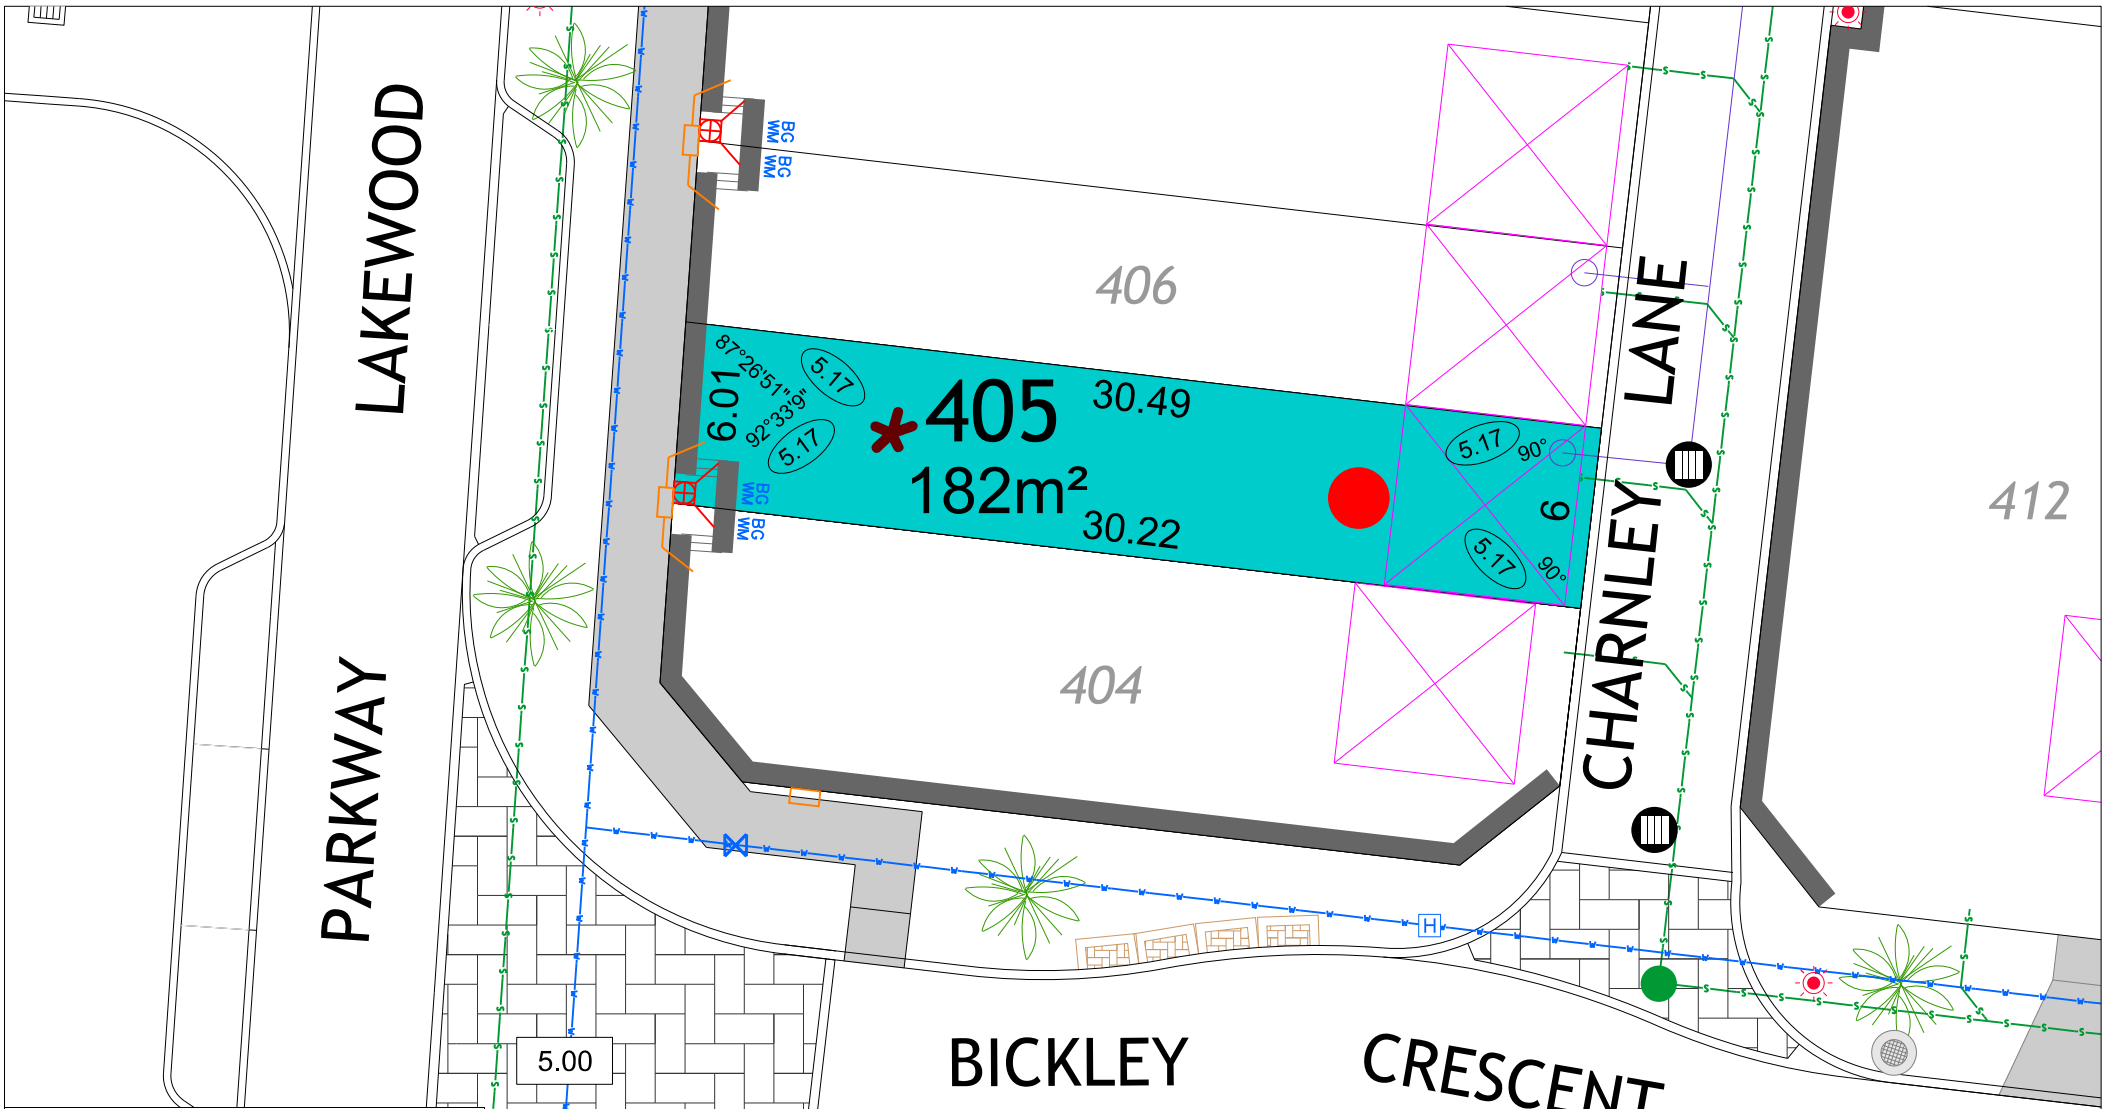 LAKEWOOD
PARKWAY
BG
WM
BG
WM
406
87°26'51"
5.17
6.01
92°33'9"
5.17
405
30.49
182m²
30.22
5.17
90°
6
5.17
90°
BG
WM
BG
WM
LANE
CHARNLEY
412
404
H
5.00
BICKLEY
CRESCENT